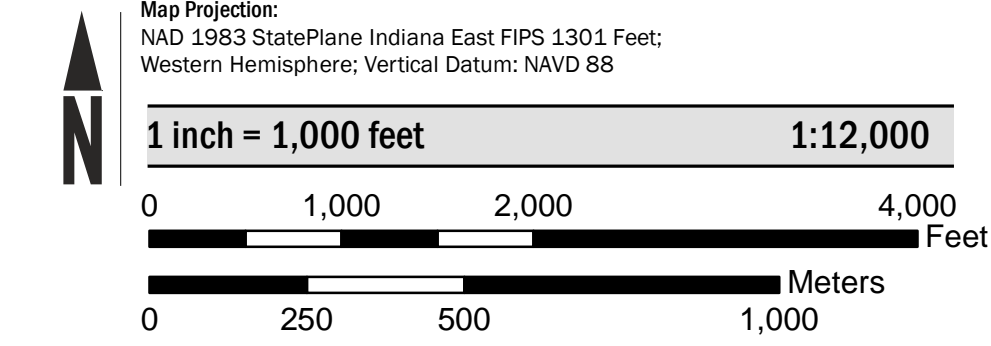 Map Projection:
NAD 1983 StatePlane Indiana East FIPS 1301 Feet;
Western Hemisphere; Vertical Datum: NAVD 88
N
1 inch = 1,000 feet 1:12,000
0 1,000 2,000 4,000
Feet
Meters
0 250 500 1,000